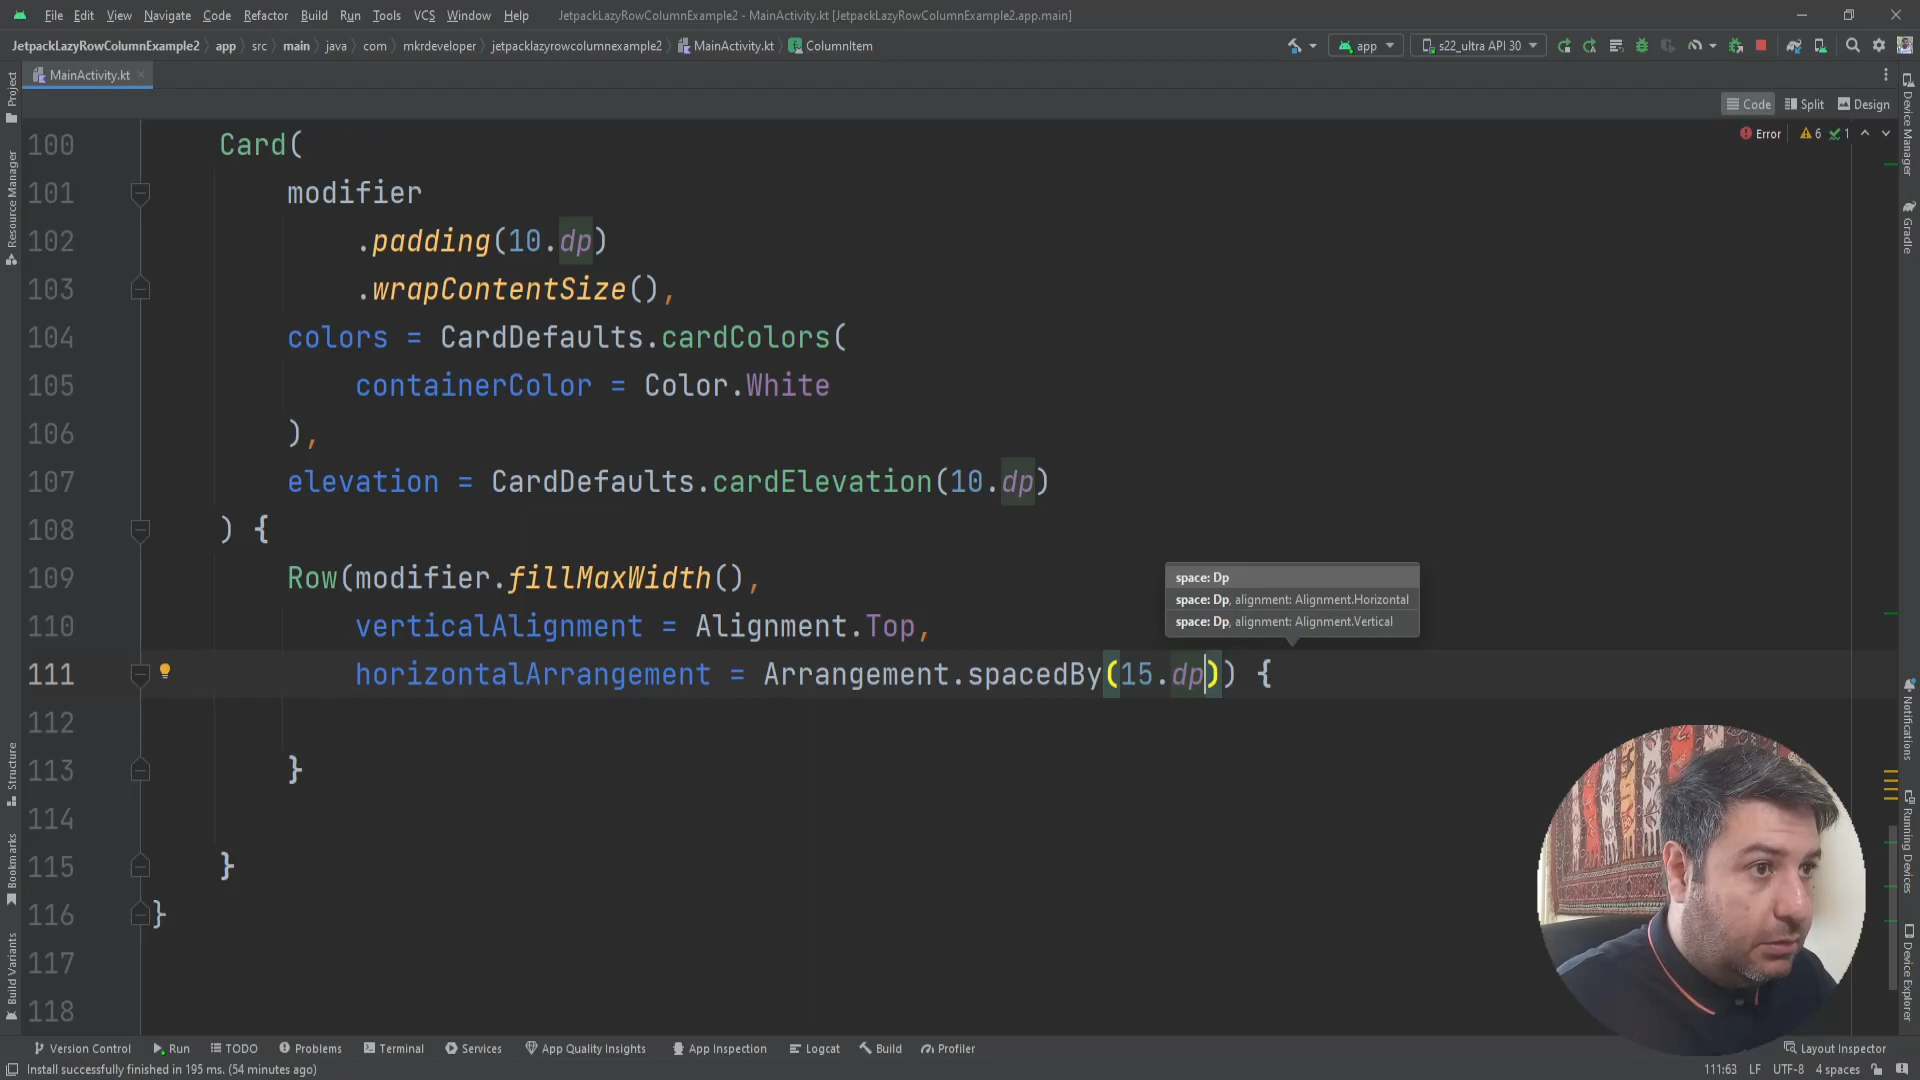 File Edit View Navigate Code Refactor Build Run Tools VCS Window Help JetpackLazyRowColumnExample2 - MainActivity.kt [JetpackLazyRowColumnExample2.app.main]
JetpackLazyRowColumnExample2 app src main java com mkrdeveloper jetpacklazyrowcolumnexample2 MainActivity.kt ColumnItem app s22_ultra API 30
MainActivity.kt
Code Split Design
Error 6 1
100 Card(
101 modifier
102 .padding(10.dp)
103 .wrapContentSize(),
104 colors = CardDefaults.cardColors(
105 containerColor = Color.White
106 ),
107 elevation = CardDefaults.cardElevation(10.dp)
108 ) {
109 Row(modifier.fillMaxWidth(),
110 verticalAlignment = Alignment.Top,
111 horizontalArrangement = Arrangement.spacedBy(15.dp)) {
112
113 }
114
115 }
116 }
117
118
space: Dp
space: Dp, alignment: Alignment.Horizontal
space: Dp, alignment: Alignment.Vertical
Project
Resource Manager
Structure
Bookmarks
Build Variants
Device Manager
Gradle
Notifications
Running Devices
Device Explorer
Version Control Run TODO Problems Terminal Services App Quality Insights App Inspection Logcat Build Profiler Layout Inspector
Install successfully finished in 195 ms. (54 minutes ago) 111:63 LF UTF-8 4 spaces